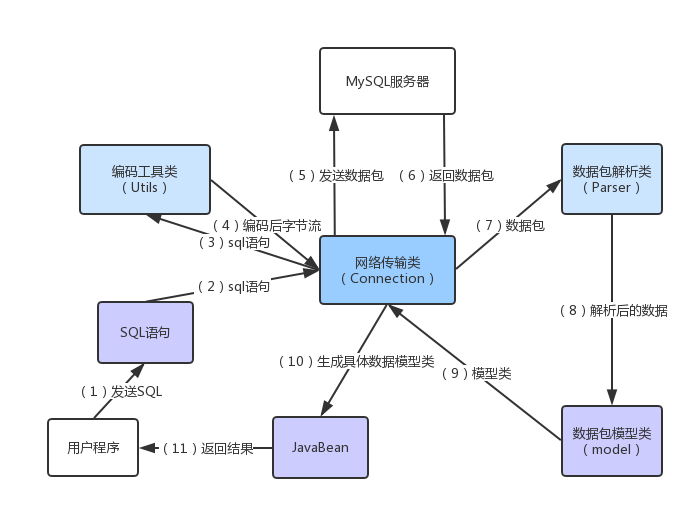 MySQL服务器
编码工具类
（Utils）
数据包解析类
（Parser）
（5）发送数据包
（6）返回数据包
（4）编码后字节流
（7）数据包
（3）sql语句
网络传输类
（Connection）
（2）sql语句
（8）解析后的数据
SQL语句
（10）生成具体数据模型类
（9）模型类
（1）发送SQL
用户程序
（11）返回结果
JavaBean
数据包模型类
（model）